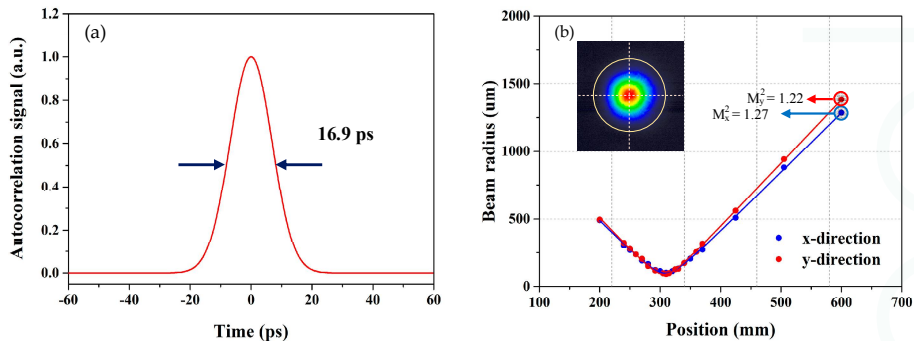 (a)
1.2
1.0
0.8
0.6
0.4
0.2
0.0
Autocorrelation signal (a.u.)
16.9 ps
-60 -40 -20 0 20 40 60
Time (ps)
(b)
2000
1500
1000
500
0
Beam radius (um)
M²y = 1.22
M²x = 1.27
x-direction
y-direction
100 200 300 400 500 600 700
Position (mm)